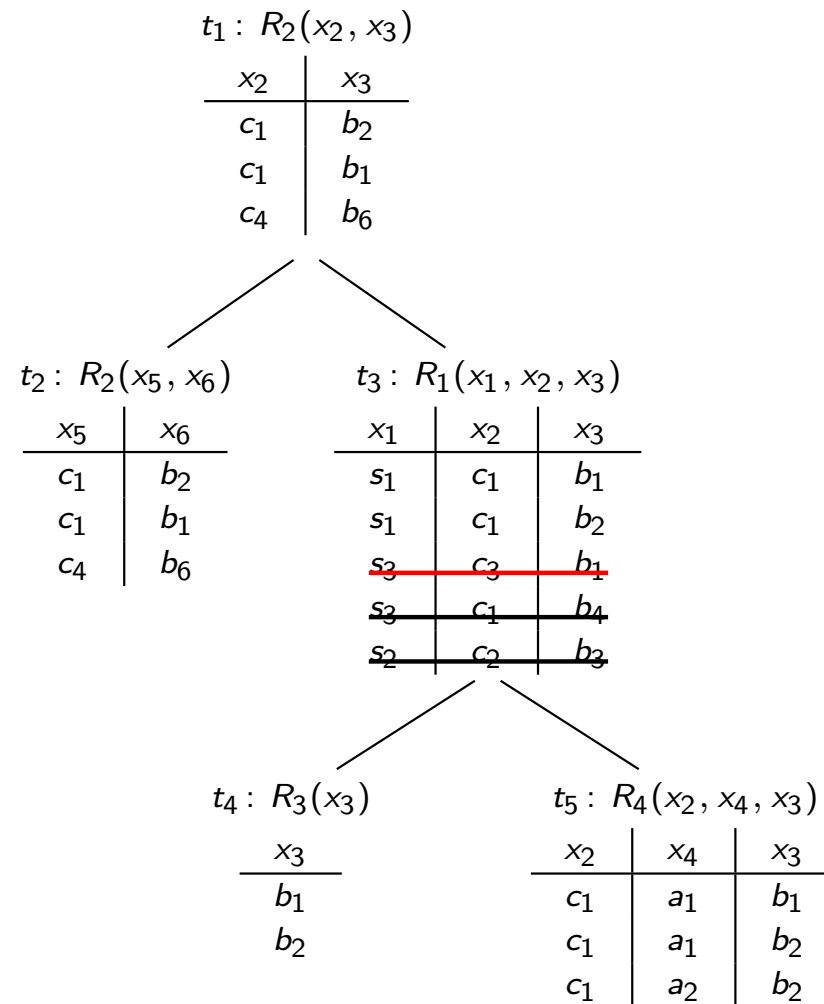 t₁ : R₂(x₂, x₃)
x₂ x₃
c₁ b₂
c₁ b₁
c₄ b₆
t₂ : R₂(x₅, x₆)
x₅ x₆
c₁ b₂
c₁ b₁
c₄ b₆
t₃ : R₁(x₁, x₂, x₃)
x₁ x₂ x₃
s₁ c₁ b₁
s₁ c₁ b₂
s₃ c₃ b₁
s₃ c₁ b₄
s₂ c₂ b₃
t₄ : R₃(x₃)
x₃
b₁
b₂
t₅ : R₄(x₂, x₄, x₃)
x₂ x₄ x₃
c₁ a₁ b₁
c₁ a₁ b₂
c₁ a₂ b₂